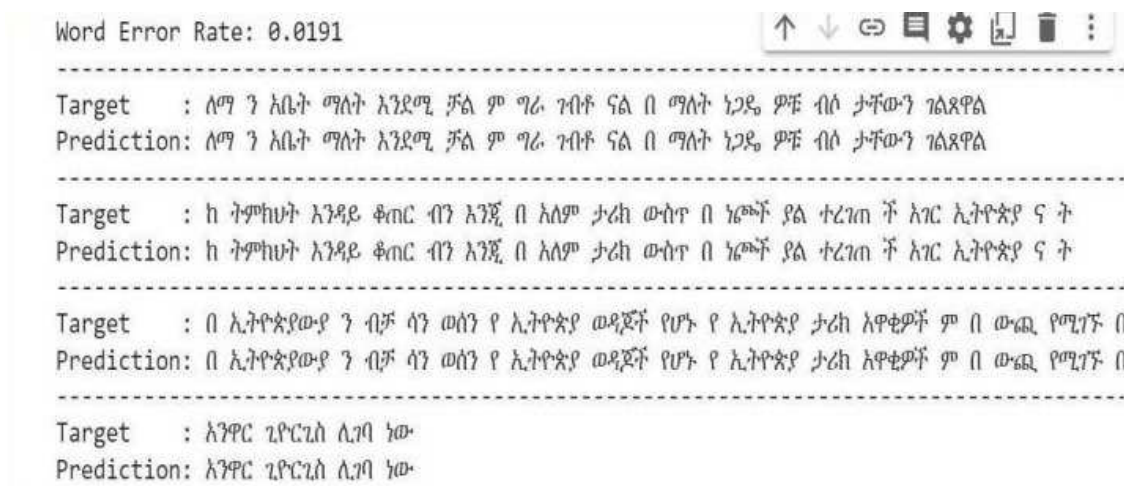 Word Error Rate: 0.0191
--------------------------------------------------------------------------------
Target : ለማ ን አቤት ማለት እንደሚ ቻል ም ግራ ገብቶ ናል በ ማለት ነጋዴ ዎቹ ብሶ ታቸውን ገልጸዋል
Prediction: ለማ ን አቤት ማለት እንደሚ ቻል ም ግራ ገብቶ ናል በ ማለት ነጋዴ ዎቹ ብሶ ታቸውን ገልጸዋል
--------------------------------------------------------------------------------
Target : ከ ትምክህት እንዳይ ቆጠር ብን እንጂ በ አለም ታሪክ ውስጥ በ ነጮች ያል ተረገጠ ች አገር ኢትዮጵያ ና ት
Prediction: ከ ትምክህት እንዳይ ቆጠር ብን እንጂ በ አለም ታሪክ ውስጥ በ ነጮች ያል ተረገጠ ች አገር ኢትዮጵያ ና ት
--------------------------------------------------------------------------------
Target : በ ኢትዮጵያውያ ን ብቻ ሳን ወሰን የ ኢትዮጵያ ወዳጆች የሆኑ የ ኢትዮጵያ ታሪክ አዋቂዎች ም በ ውጪ የሚገኙ በ
Prediction: በ ኢትዮጵያውያ ን ብቻ ሳን ወሰን የ ኢትዮጵያ ወዳጆች የሆኑ የ ኢትዮጵያ ታሪክ አዋቂዎች ም በ ውጪ የሚገኙ በ
--------------------------------------------------------------------------------
Target : አንዋር ጊዮርጊስ ሊገባ ነው
Prediction: አንዋር ጊዮርጊስ ሊገባ ነው